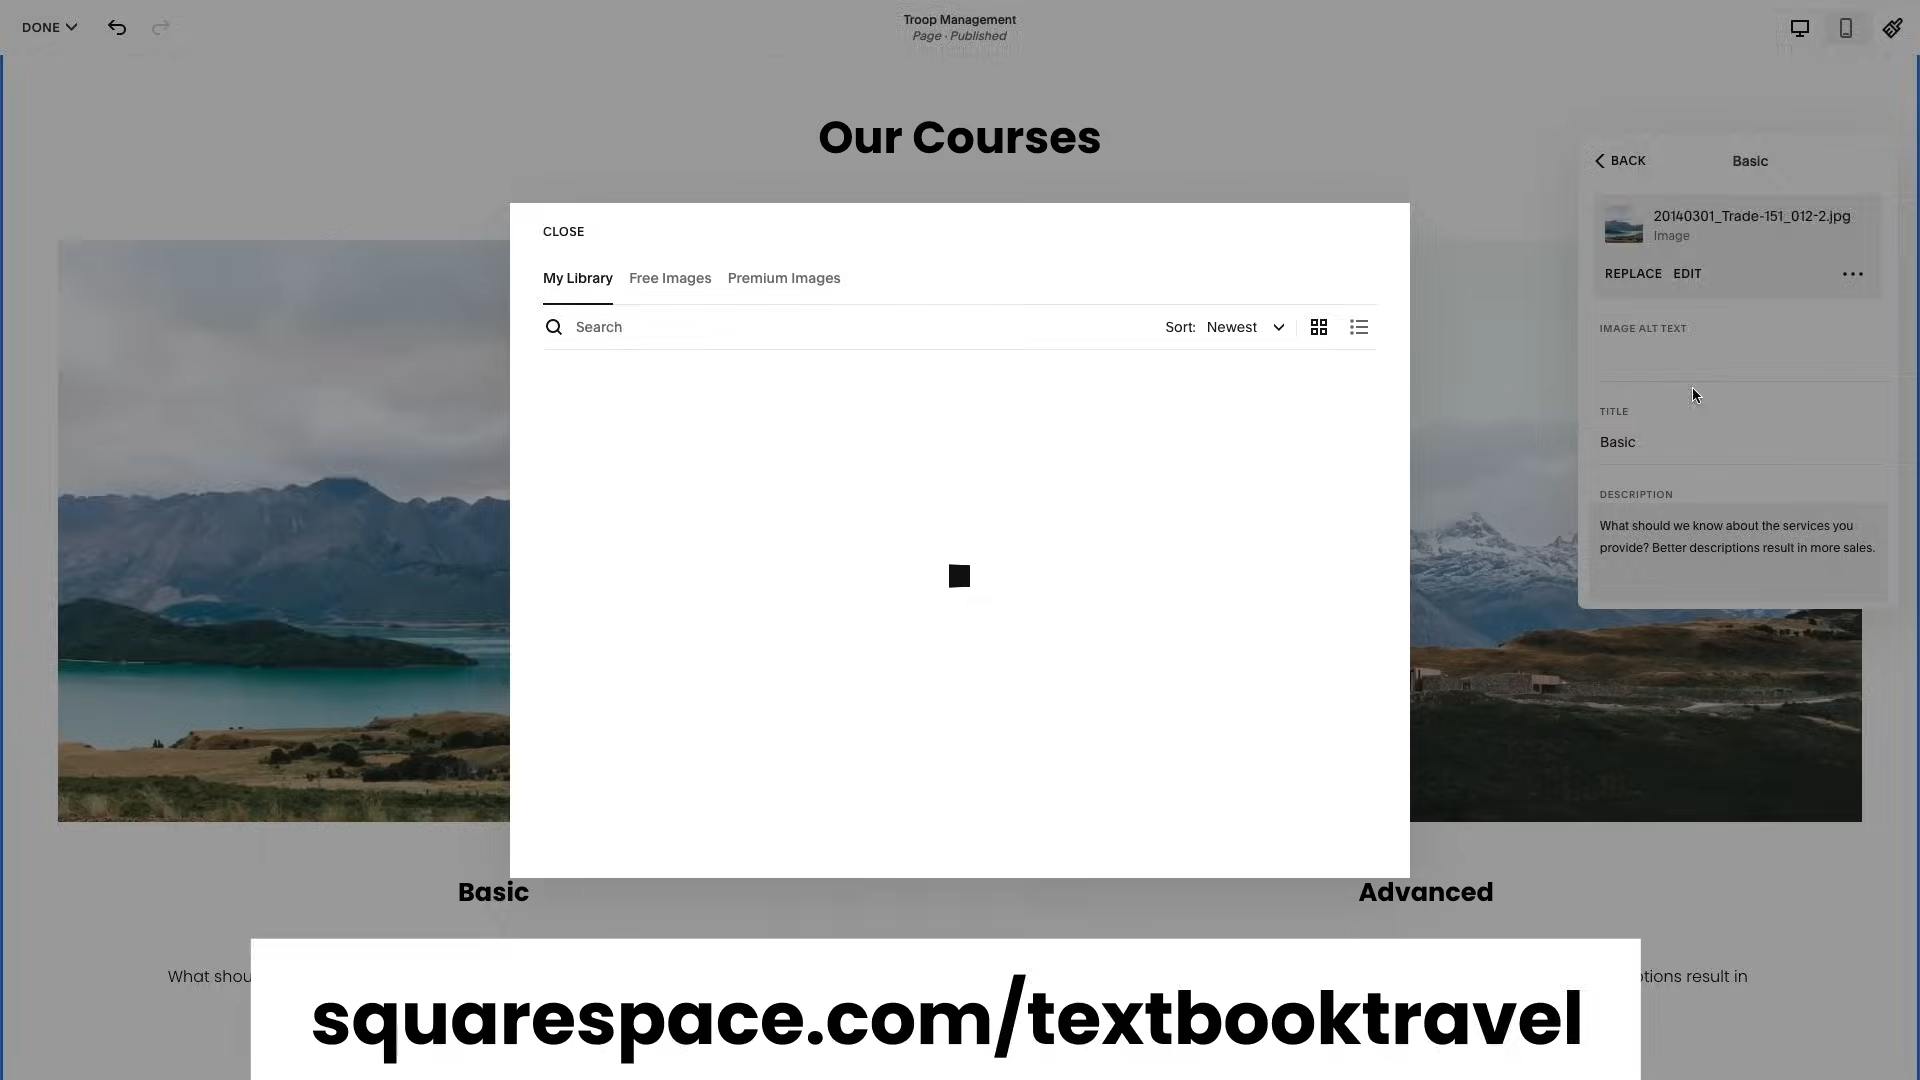 DONE
Troop Management
Page · Published
Our Courses
BACK
Basic
20140301_Trade-151_012-2.jpg
Image
REPLACE EDIT
IMAGE ALT TEXT
TITLE
Basic
DESCRIPTION
What should we know about the services you
provide? Better descriptions result in more sales.
CLOSE
My Library Free Images Premium Images
Search
Sort: Newest
Basic
Advanced
What shou
ptions result in
squarespace.com/textbooktravel